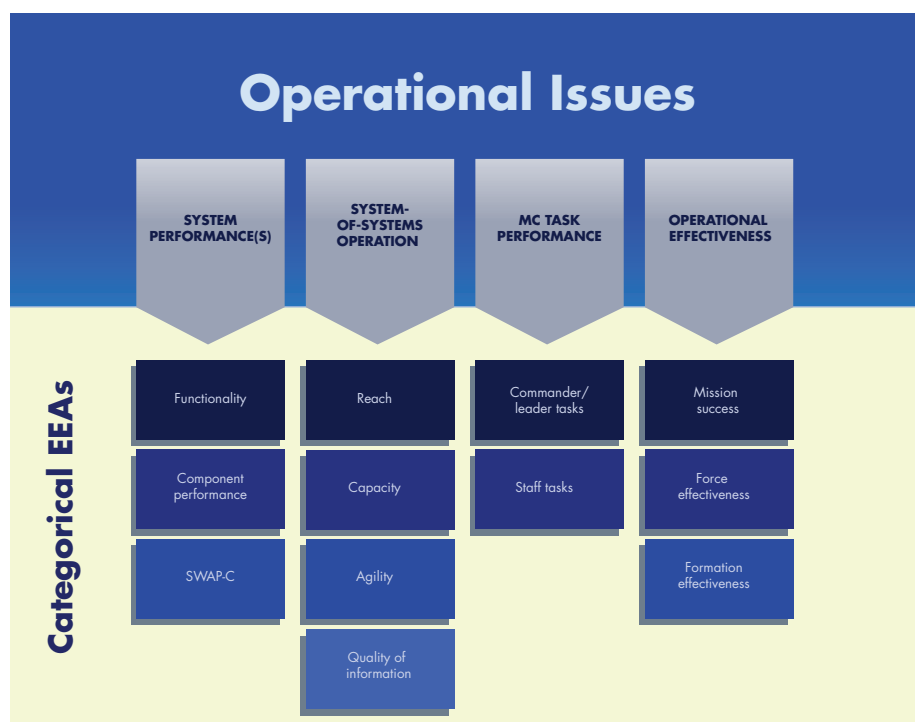 Operational Issues
SYSTEM
PERFORMANCE(S)
SYSTEM-
OF-SYSTEMS
OPERATION
MC TASK
PERFORMANCE
OPERATIONAL
EFFECTIVENESS
Categorical EEAs
Functionality
Component
performance
SWAP-C
Reach
Capacity
Agility
Quality of
information
Commander/
leader tasks
Staff tasks
Mission
success
Force
effectiveness
Formation
effectiveness